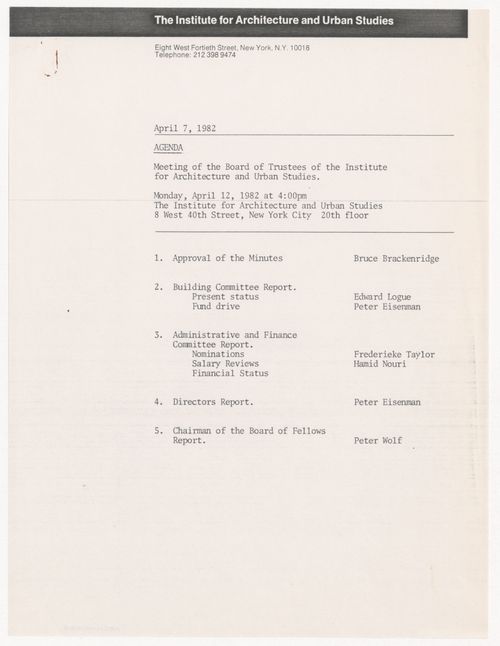 The Institute for Architecture and Urban Studies
Eight West Fortieth Street, New York, N.Y. 10018
Telephone: 212 398 9474
April 7, 1982
AGENDA
Meeting of the Board of Trustees of the Institute
for Architecture and Urban Studies.
Monday, April 12, 1982 at 4:00pm
The Institute for Architecture and Urban Studies
8 West 40th Street, New York City 20th floor
1. Approval of the Minutes Bruce Brackenridge
2. Building Committee Report.
Present status Edward Logue
Fund drive Peter Eisenman
3. Administrative and Finance
Committee Report.
Nominations Frederieke Taylor
Salary Reviews Hamid Nouri
Financial Status
4. Directors Report. Peter Eisenman
5. Chairman of the Board of Fellows
Report. Peter Wolf